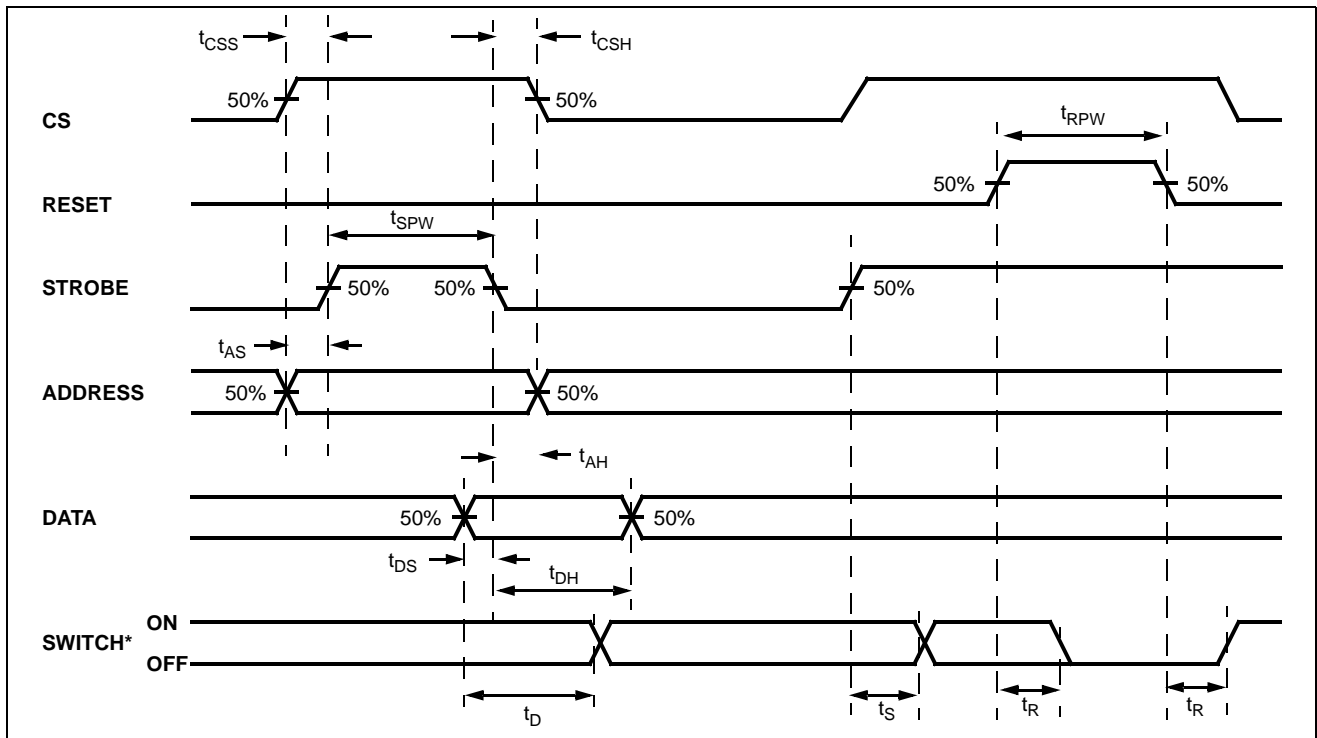 tCSS
tCSH
CS
50%
50%
tRPW
RESET
50%
50%
tSPW
STROBE
50%
50%
50%
tAS
ADDRESS
50%
50%
tAH
DATA
50%
50%
tDS
tDH
SWITCH*
ON
OFF
tD
tS
tR
tR